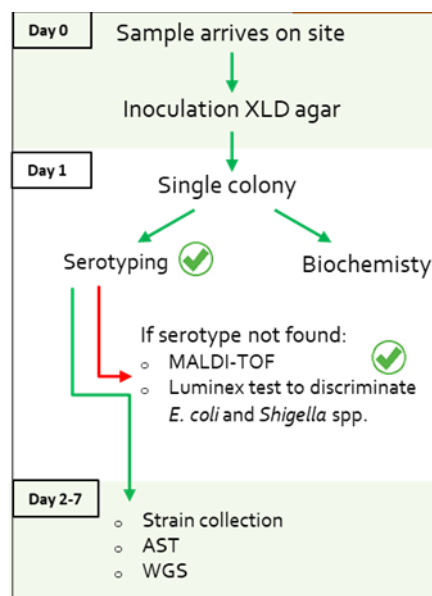 Day 0
Sample arrives on site
Inoculation XLD agar
Day 1
Single colony
Serotyping
Biochemisty
If serotype not found:
○ MALDI-TOF
○ Luminex test to discriminate
E. coli and Shigella spp.
Day 2-7
○ Strain collection
○ AST
○ WGS